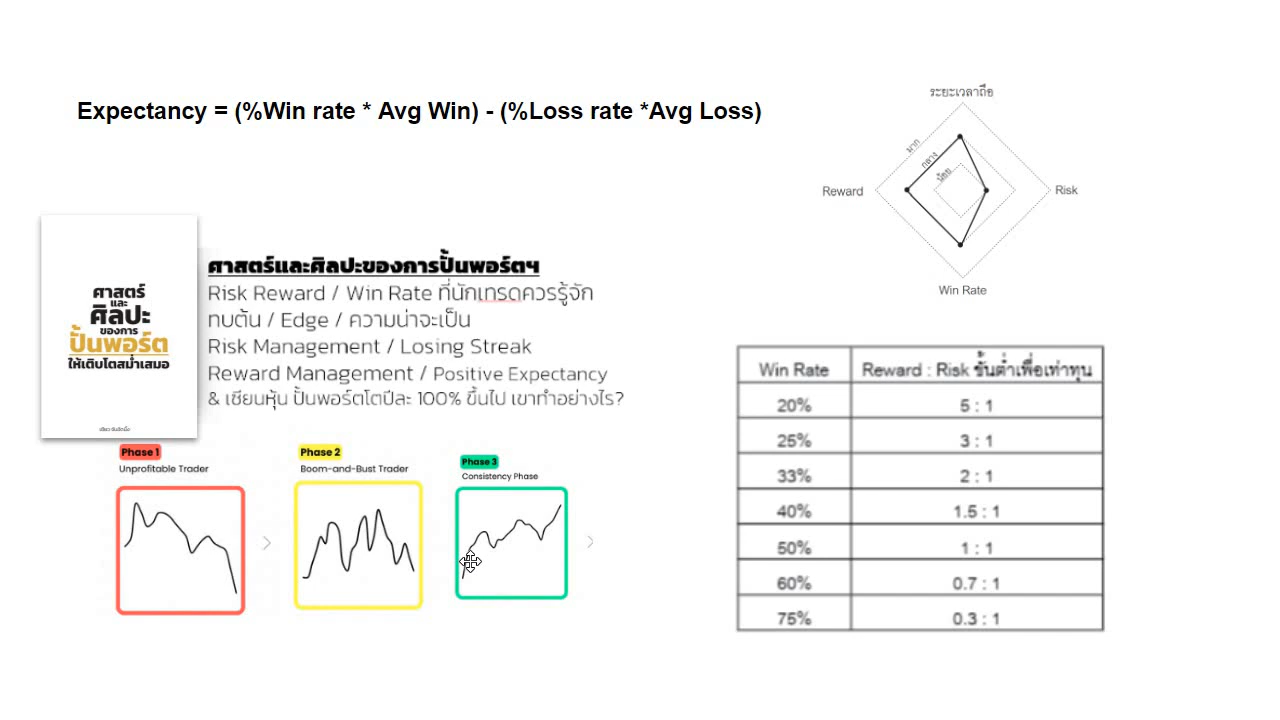 Expectancy = (%Win rate * Avg Win) - (%Loss rate *Avg Loss)
ระยะเวลาถือ
มาก
กลาง
น้อย
Reward
Risk
Win Rate
ศาสตร์
และ
ศิลปะ
ของการ
ปั้นพอร์ต
ให้เติบโตสม่ำเสมอ
ศาสตร์และศิลปะของการปั้นพอร์ตฯ
Risk Reward / Win Rate ที่นักเทรดควรรู้จัก
ทบต้น / Edge / ความน่าจะเป็น
Risk Management / Losing Streak
Reward Management / Positive Expectancy
& เซียนหุ้น ปั้นพอร์ตโตปีละ 100% ขึ้นไป เขาทำอย่างไร?
Phase 1
Unprofitable Trader
Phase 2
Boom-and-Bust Trader
Phase 3
Consistency Phase
Win Rate Reward : Risk ขั้นต่ำเพื่อเท่าทุน
20% 5 : 1
25% 3 : 1
33% 2 : 1
40% 1.5 : 1
50% 1 : 1
60% 0.7 : 1
75% 0.3 : 1